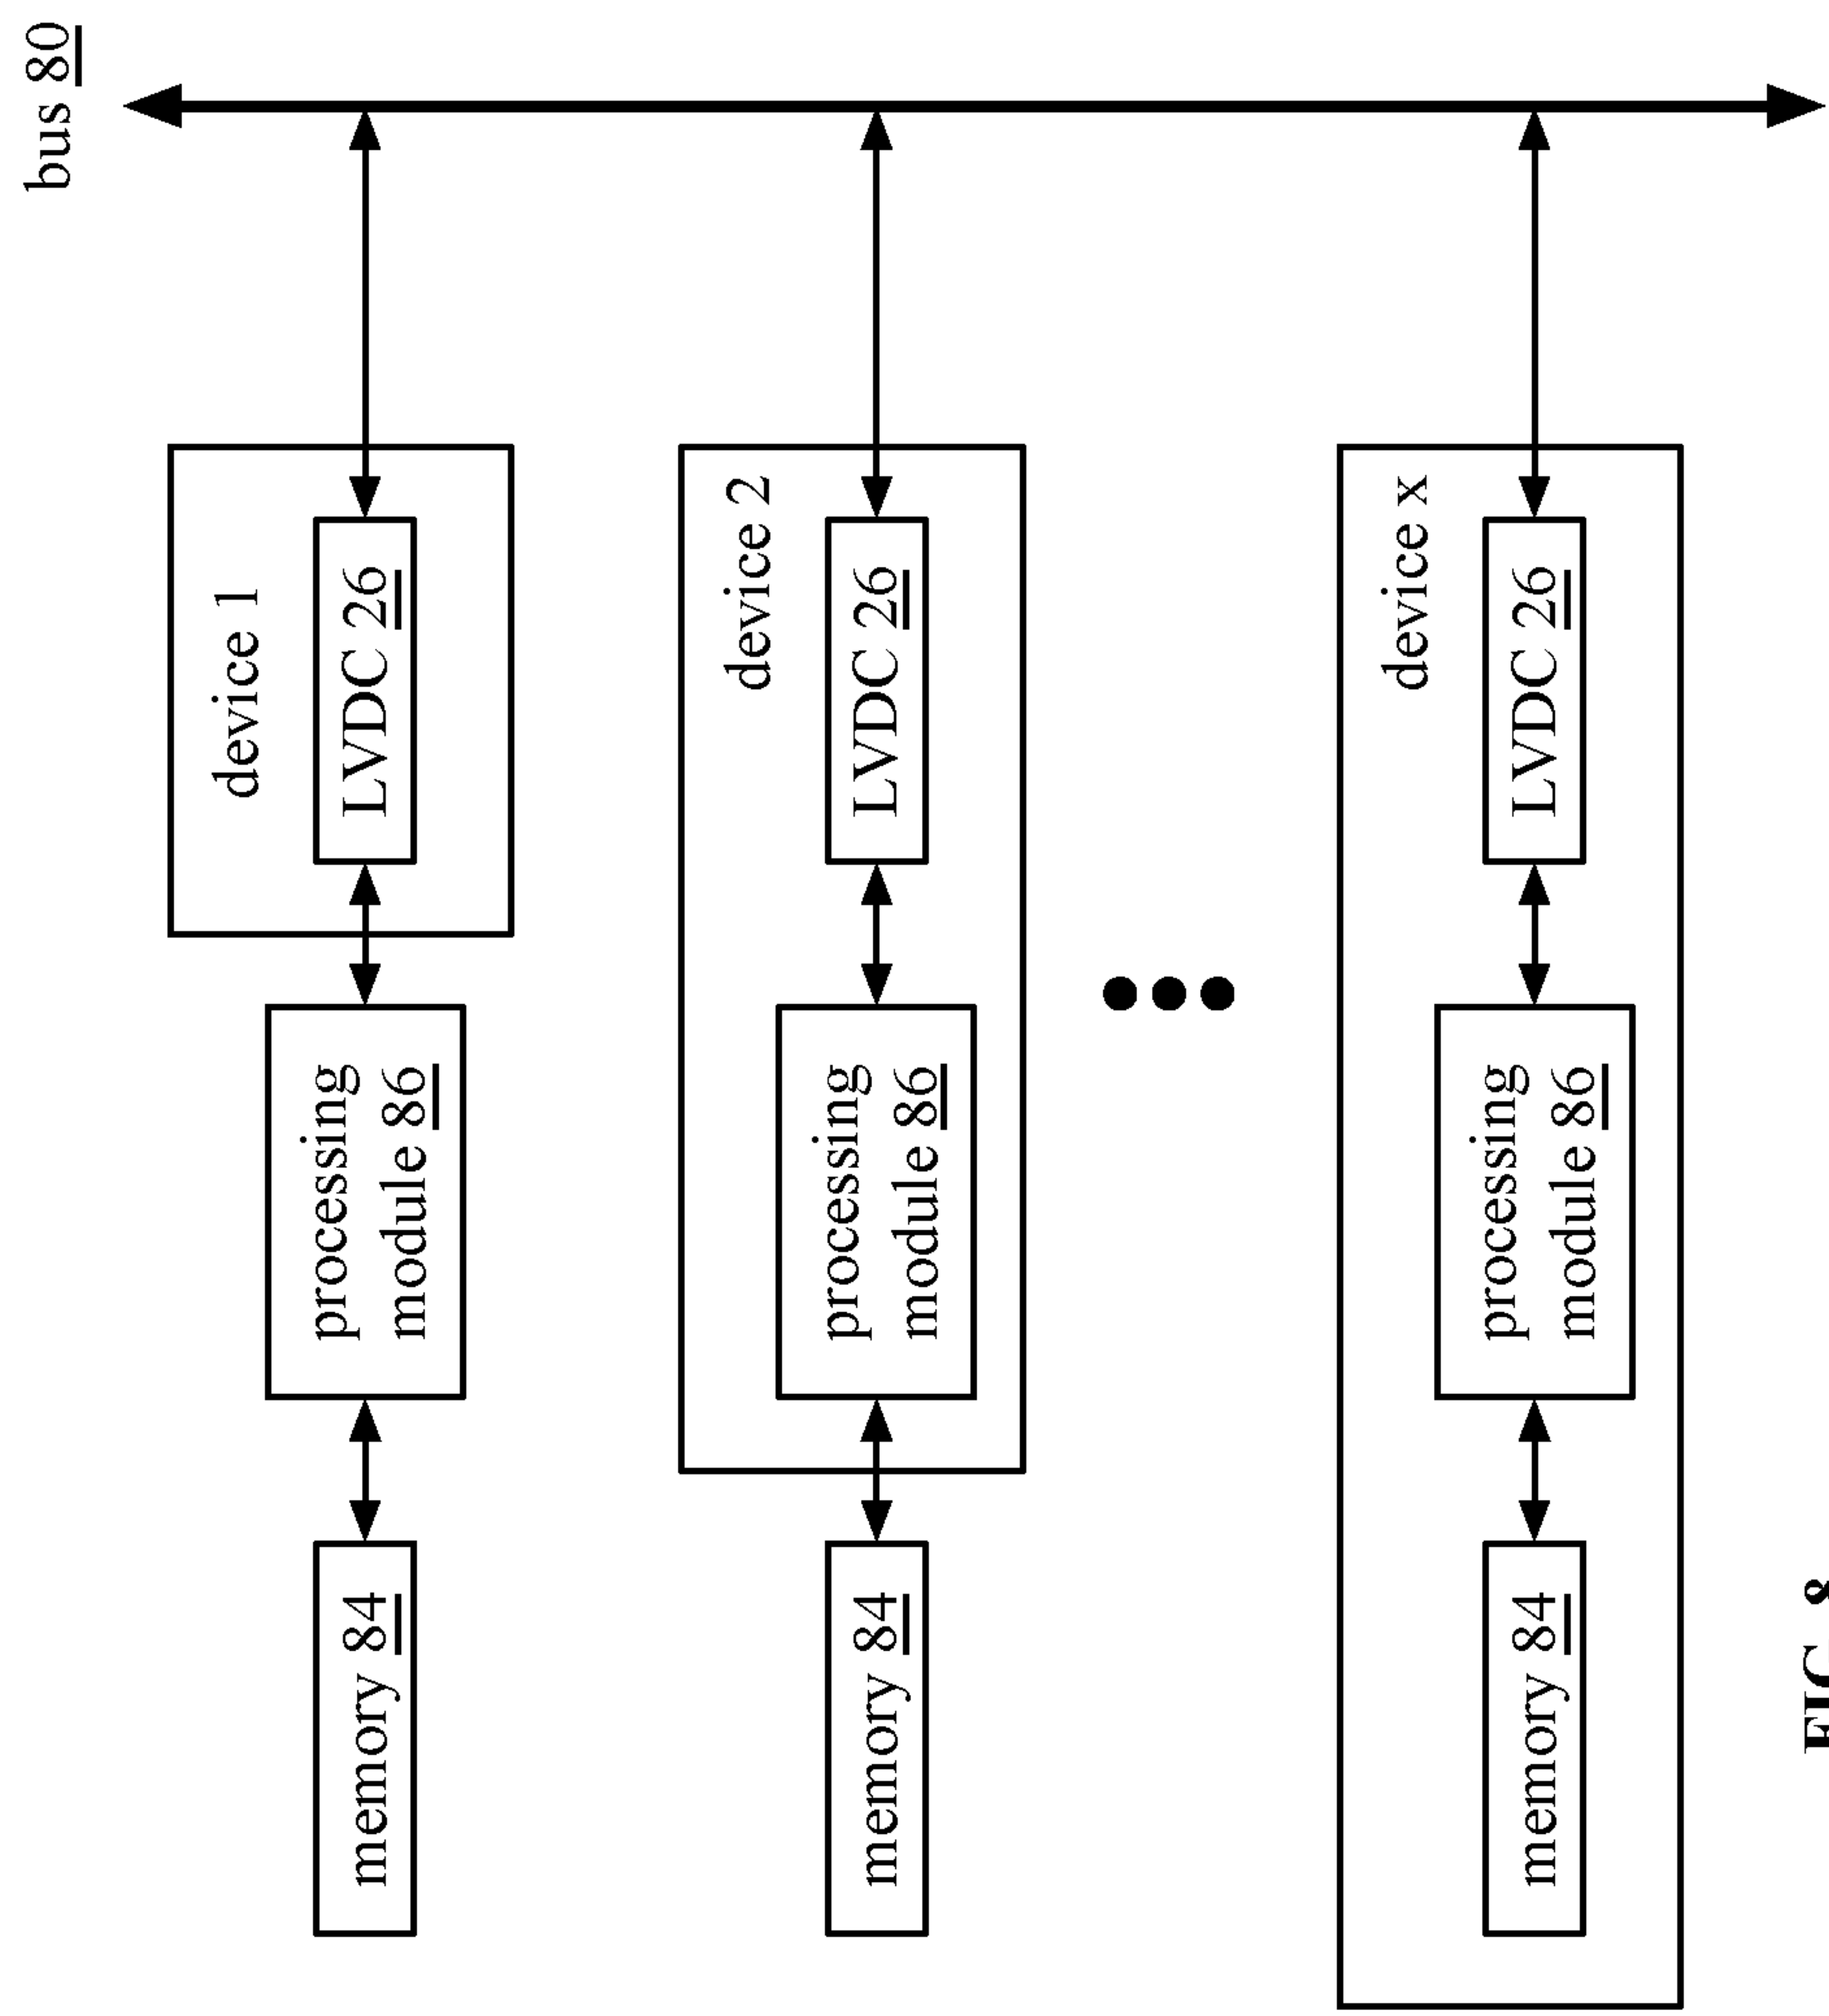 bus 80
device 1
memory 84
processing
module 86
LVDC 26
device 2
memory 84
processing
module 86
LVDC 26
device x
memory 84
processing
module 86
LVDC 26